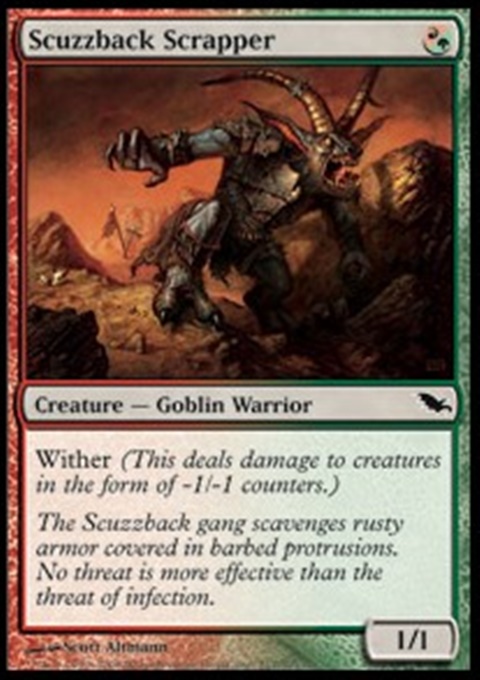 Scuzzback Scrapper
Creature — Goblin Warrior
Wither (This deals damage to creatures
in the form of -1/-1 counters.)
The Scuzzback gang scavenges rusty
armor covered in barbed protrusions.
No threat is more effective than the
threat of infection.
Scott Altmann
1/1